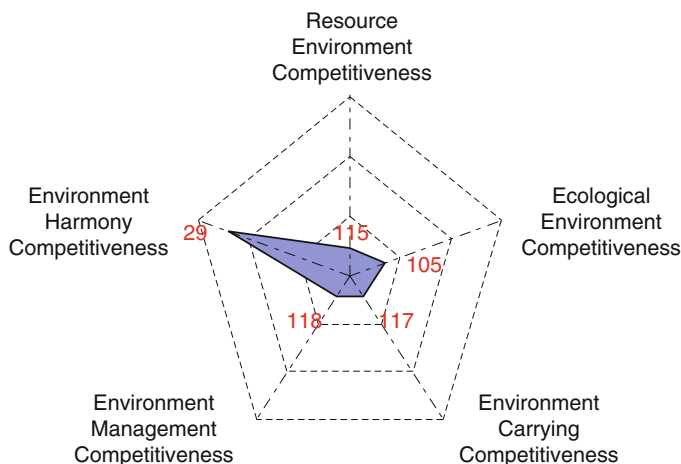 Resource
Environment
Competitiveness
Environment
Harmony
Competitiveness
29
115
Ecological
Environment
Competitiveness
105
118
117
Environment
Management
Competitiveness
Environment
Carrying
Competitiveness